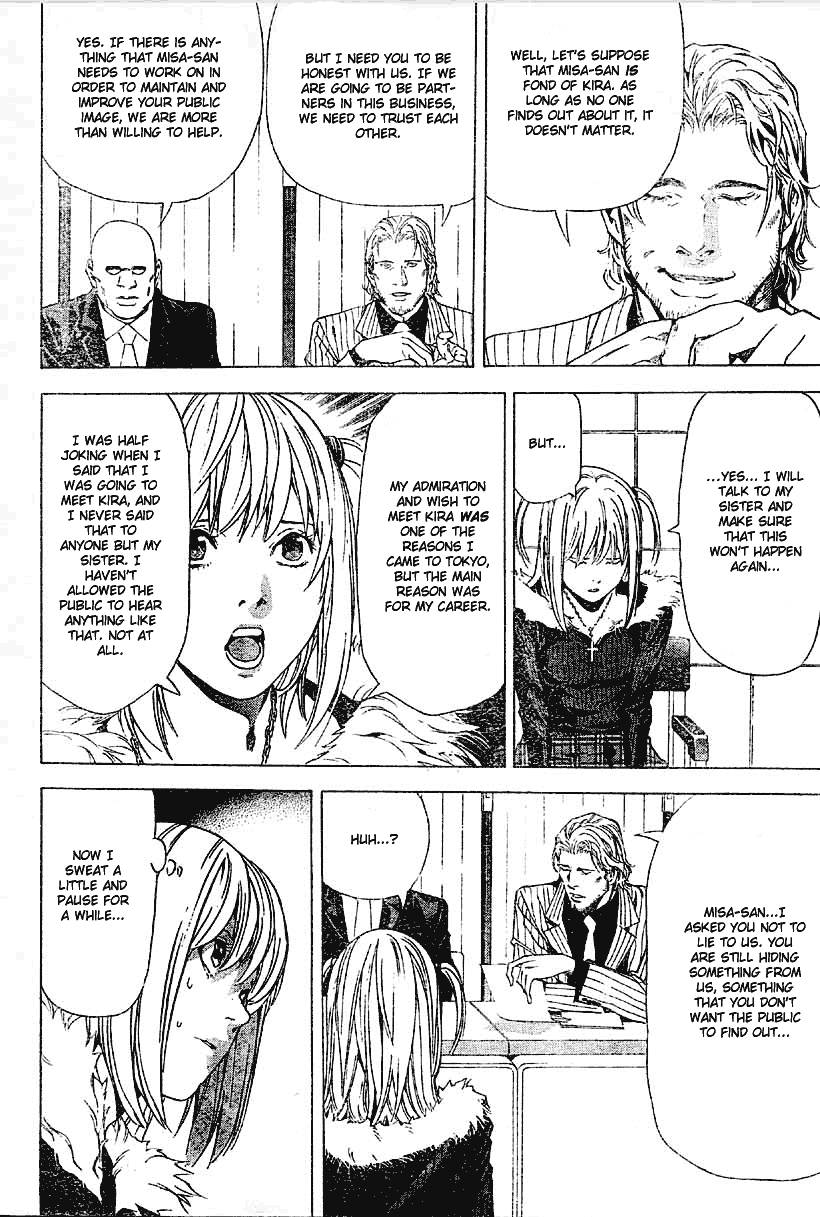 WELL, LET'S SUPPOSE
THAT MISA-SAN IS
FOND OF KIRA. AS
LONG AS NO ONE
FINDS OUT ABOUT IT, IT
DOESN'T MATTER.
BUT I NEED YOU TO BE
HONEST WITH US. IF WE
ARE GOING TO BE PART-
NERS IN THIS BUSINESS,
WE NEED TO TRUST EACH
OTHER.
YES. IF THERE IS ANY-
THING THAT MISA-SAN
NEEDS TO WORK ON IN
ORDER TO MAINTAIN AND
IMPROVE YOUR PUBLIC
IMAGE, WE ARE MORE
THAN WILLING TO HELP.
...YES... I WILL
TALK TO MY
SISTER AND
MAKE SURE
THAT THIS
WON'T HAPPEN
AGAIN...
BUT...
MY ADMIRATION
AND WISH TO
MEET KIRA WAS
ONE OF THE
REASONS I
CAME TO TOKYO,
BUT THE MAIN
REASON WAS
FOR MY CAREER.
I WAS HALF
JOKING WHEN I
SAID THAT I
WAS GOING TO
MEET KIRA, AND
I NEVER SAID
THAT TO
ANYONE BUT MY
SISTER. I
HAVEN'T
ALLOWED THE
PUBLIC TO HEAR
ANYTHING LIKE
THAT. NOT AT
ALL.
MISA-SAN...I
ASKED YOU NOT TO
LIE TO US. YOU
ARE STILL HIDING
SOMETHING FROM
US, SOMETHING
THAT YOU DON'T
WANT THE PUBLIC
TO FIND OUT...
HUH...?
NOW I
SWEAT A
LITTLE AND
PAUSE FOR
A WHILE...